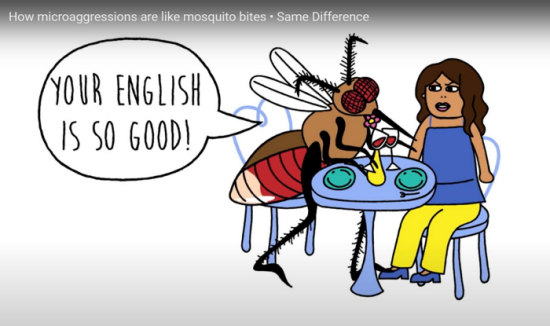 How microaggressions are like mosquito bites • Same Difference
YOUR ENGLISH
IS SO GOOD!